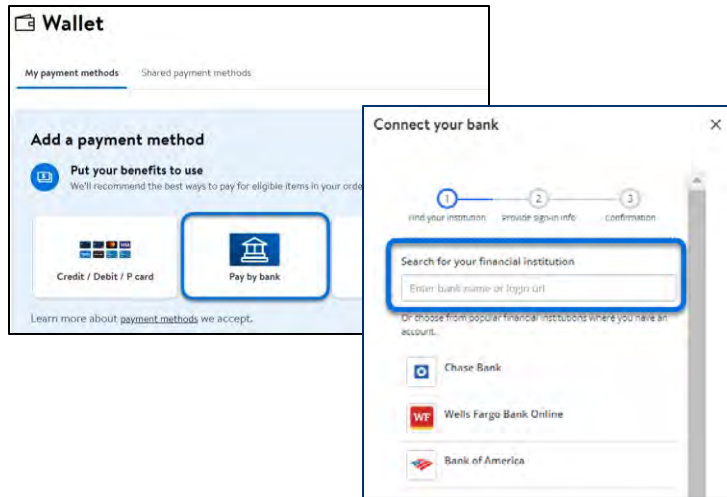 Wallet
My payment methods
Shared payment methods
Add a payment method
Put your benefits to use
We'll recommend the best ways to pay for eligible items in your orde
Credit / Debit / P card
Pay by bank
Learn more about payment methods we accept.
Connect your bank
1
2
3
Find your institution
Provide sign-in info
Confirmation
Search for your financial institution
Enter bank name or login url
Or choose from popular financial institutions where you have an
account.
Chase Bank
WF
Wells Fargo Bank Online
Bank of America